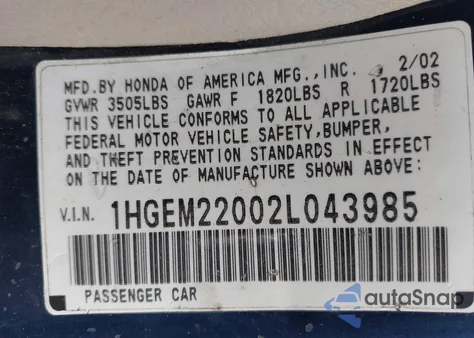 MFD. BY HONDA OF AMERICA MFG., INC. 2/02
GVWR 3505LBS GAWR F 1820LBS R 1720LBS
THIS VEHICLE CONFORMS TO ALL APPLICABLE
FEDERAL MOTOR VEHICLE SAFETY, BUMPER,
AND THEFT PREVENTION STANDARDS IN EFFECT
ON THE DATE OF MANUFACTURE SHOWN ABOVE:
V.I.N. 1HGEM22002L043985
PASSENGER CAR
autoSnap